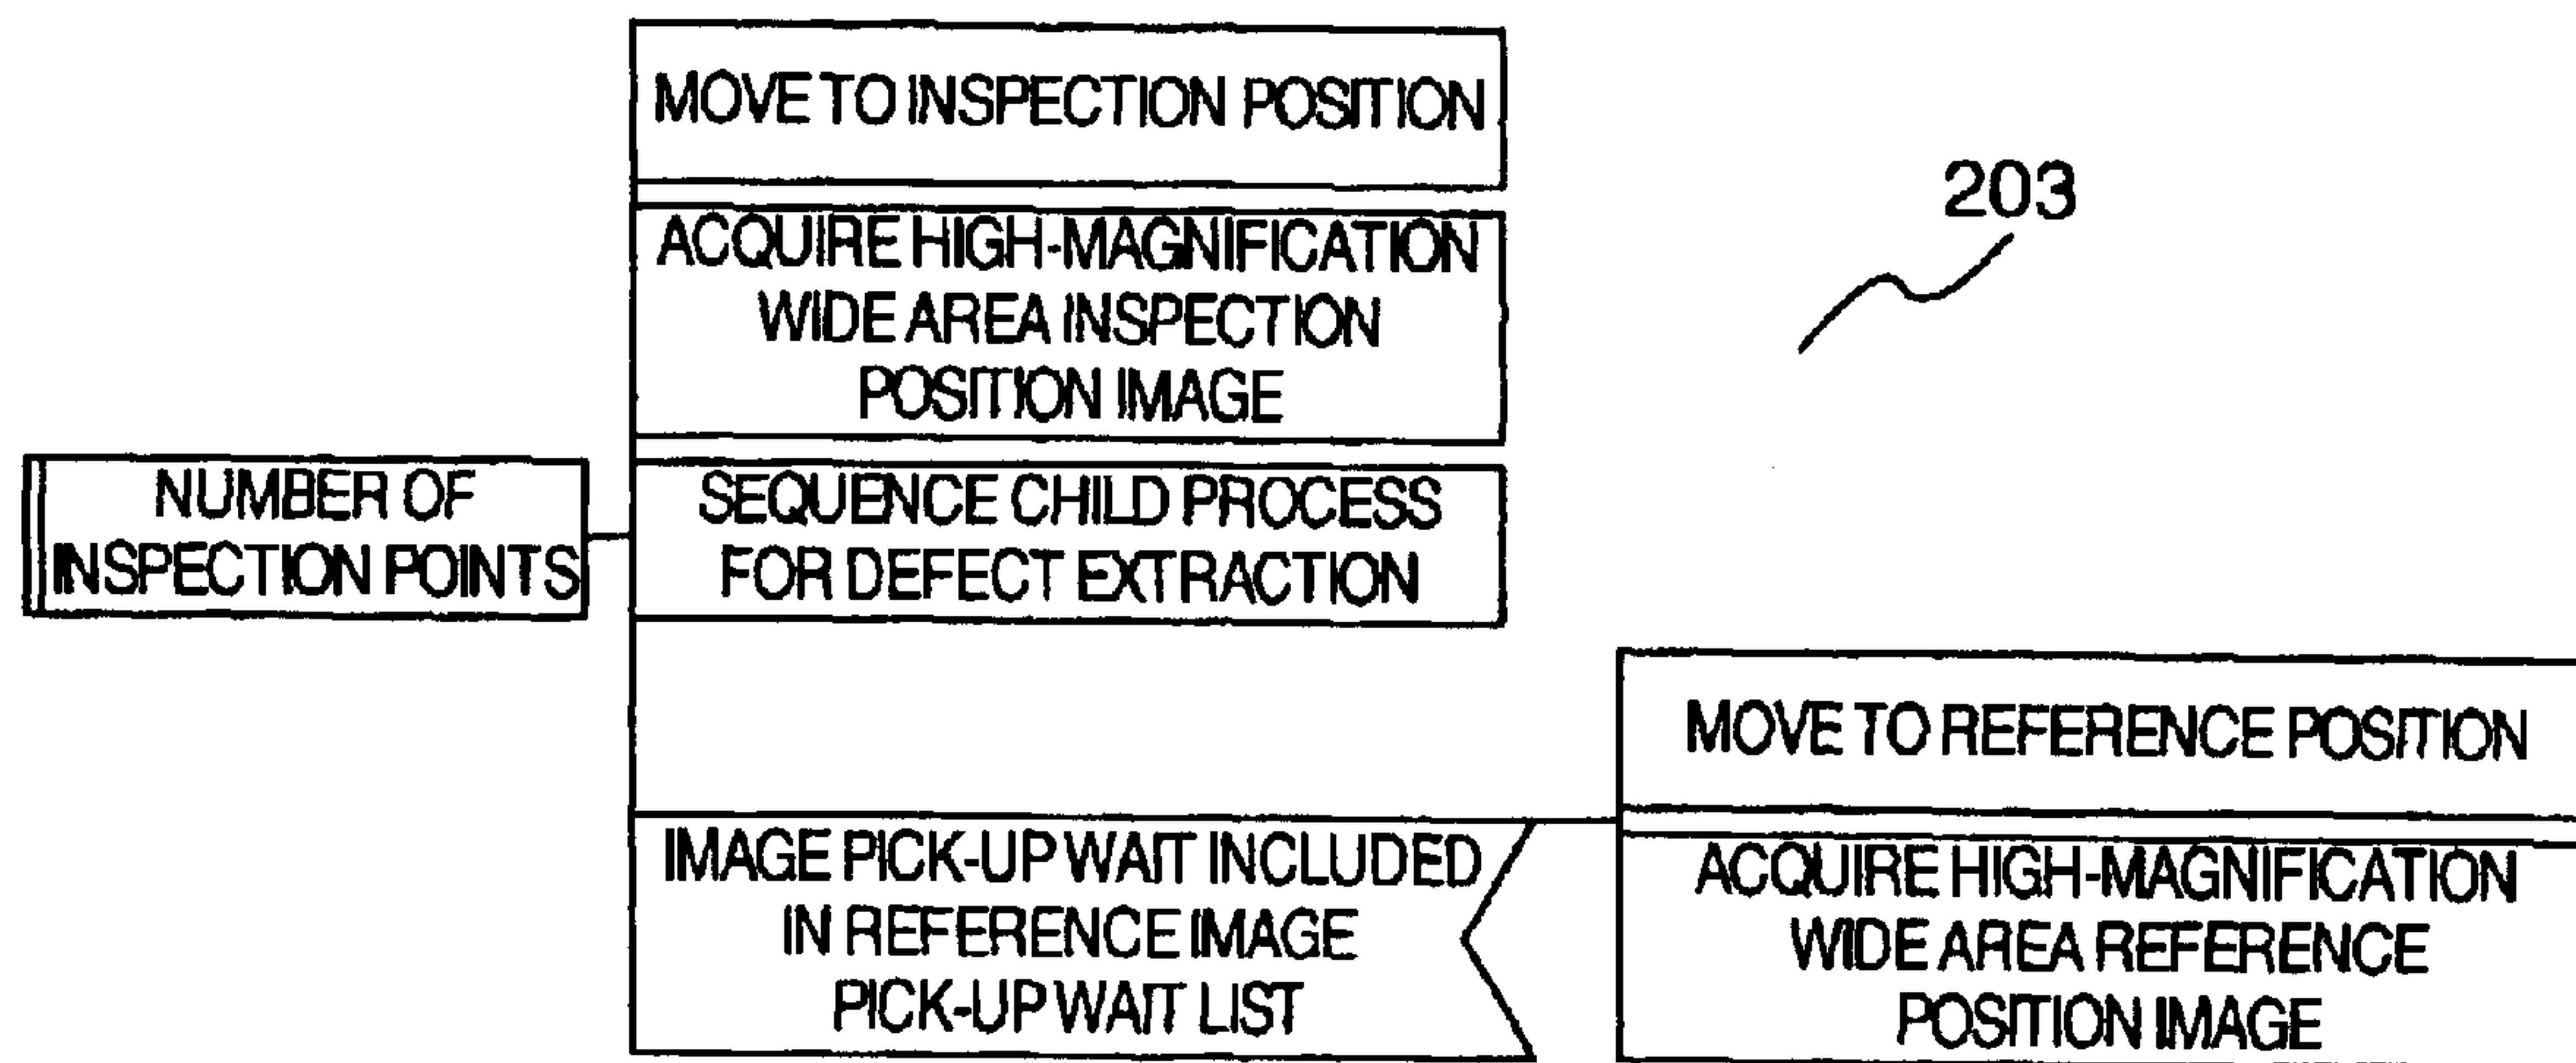 MOVE TO INSPECTION POSITION
203
ACQUIRE HIGH-MAGNIFICATION
WIDE AREA INSPECTION
POSITION IMAGE
NUMBER OF
INSPECTION POINTS
SEQUENCE CHILD PROCESS
FOR DEFECT EXTRACTION
MOVE TO REFERENCE POSITION
IMAGE PICK-UP WAIT INCLUDED
IN REFERENCE IMAGE
PICK-UP WAIT LIST
ACQUIRE HIGH-MAGNIFICATION
WIDE AREA REFERENCE
POSITION IMAGE